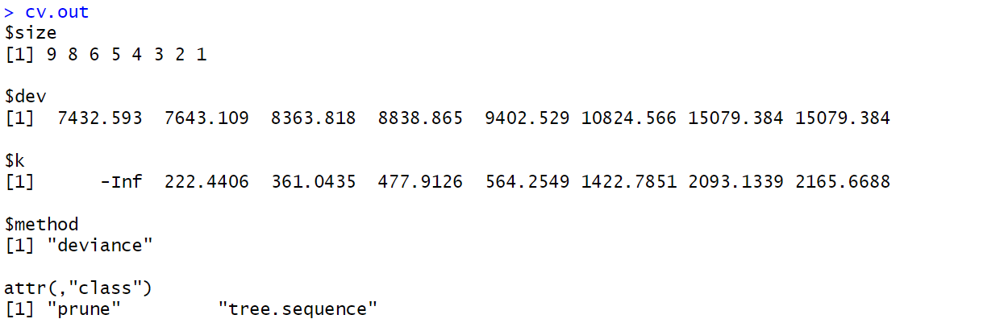 > cv.out
$size
[1] 9 8 6 5 4 3 2 1
$dev
[1]  7432.593  7643.109  8363.818  8838.865  9402.529 10824.566 15079.384 15079.384
$k
[1]      -Inf  222.4406  361.0435  477.9126  564.2549 1422.7851 2093.1339 2165.6688
$method
[1] "deviance"
attr(,"class")
[1] "prune"         "tree.sequence"